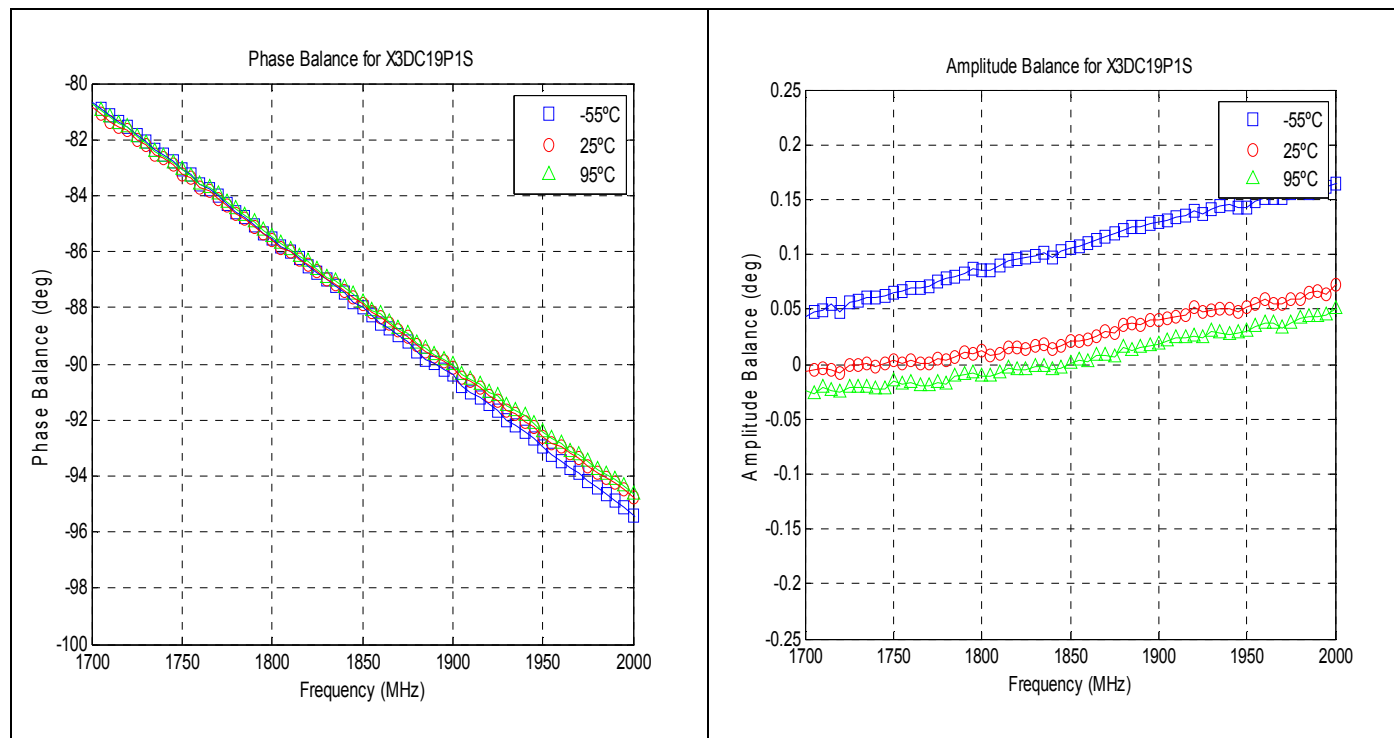 Phase Balance for X3DC19P1S
-80
-82
-84
-86
-88
-90
-92
-94
-96
-98
-100
Phase Balance (deg)
-55ºC
25ºC
95ºC
1700 1750 1800 1850 1900 1950 2000
Frequency (MHz)
Amplitude Balance for X3DC19P1S
0.25
0.2
0.15
0.1
0.05
0
-0.05
-0.1
-0.15
-0.2
-0.25
Amplitude Balance (deg)
-55ºC
25ºC
95ºC
1700 1750 1800 1850 1900 1950 2000
Frequency (MHz)